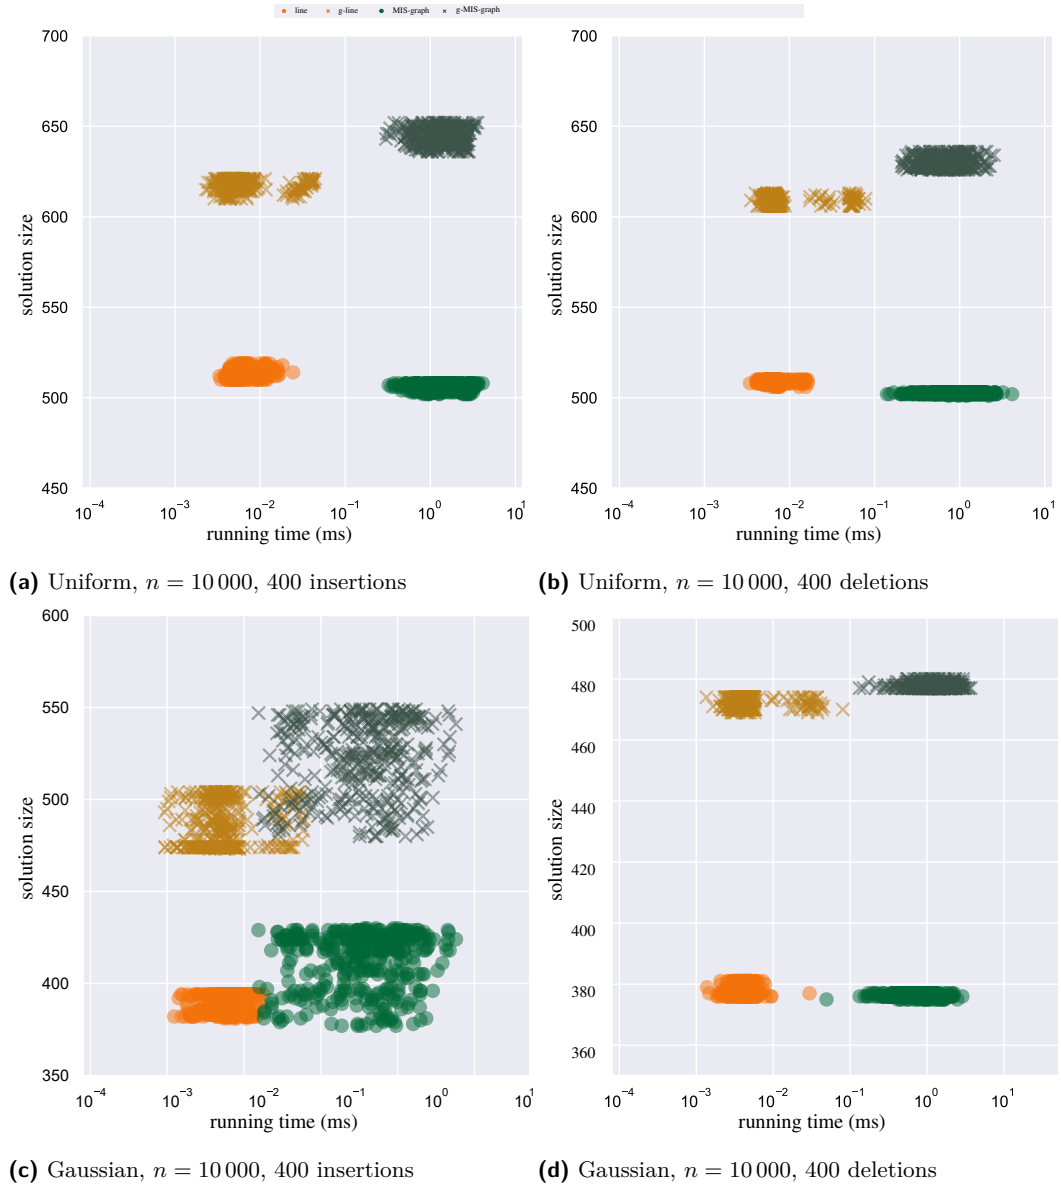 line g-line MIS-graph g-MIS-graph
700
650
600
550
500
450
solution size
10⁻⁴ 10⁻³ 10⁻² 10⁻¹ 10⁰ 10¹
running time (ms)
(a) Uniform, n = 10 000, 400 insertions
700
650
600
550
500
450
solution size
10⁻⁴ 10⁻³ 10⁻² 10⁻¹ 10⁰ 10¹
running time (ms)
(b) Uniform, n = 10 000, 400 deletions
600
550
500
450
400
350
solution size
10⁻⁴ 10⁻³ 10⁻² 10⁻¹ 10⁰ 10¹
running time (ms)
(c) Gaussian, n = 10 000, 400 insertions
500
480
460
440
420
400
380
360
solution size
10⁻⁴ 10⁻³ 10⁻² 10⁻¹ 10⁰ 10¹
running time (ms)
(d) Gaussian, n = 10 000, 400 deletions